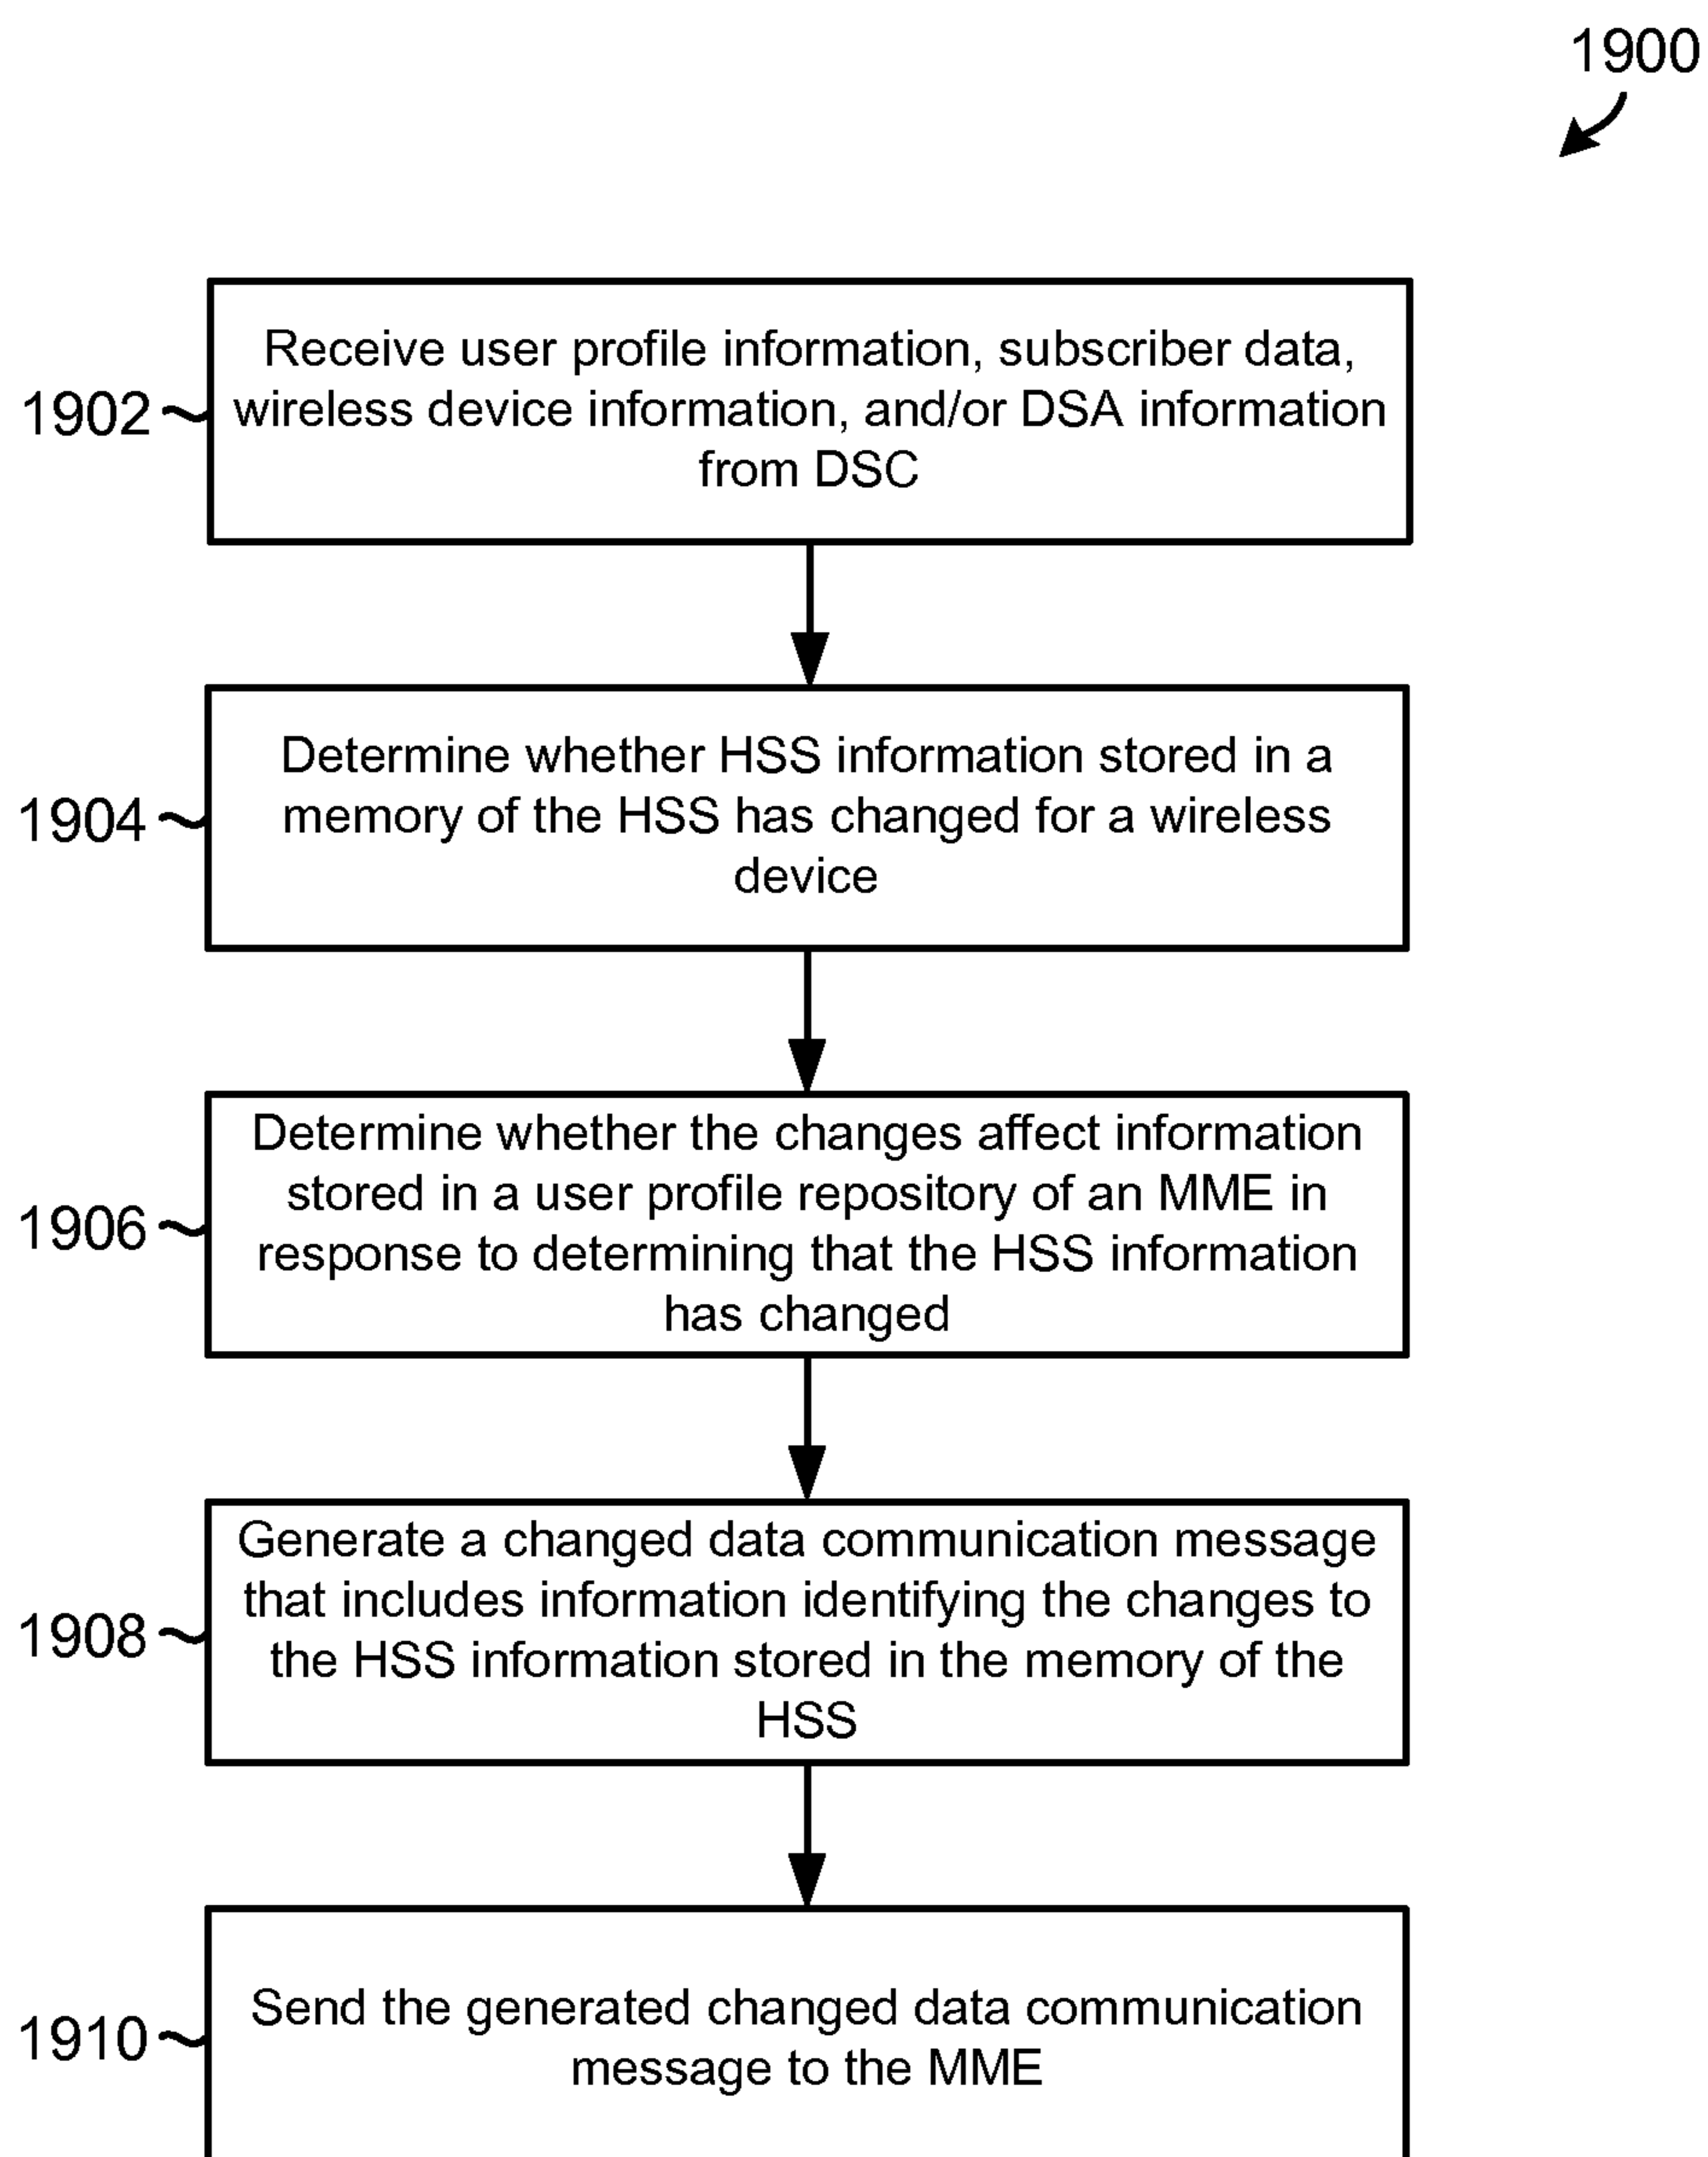 1900
Receive user profile information, subscriber data,
wireless device information, and/or DSA information
from DSC
1902
Determine whether HSS information stored in a
memory of the HSS has changed for a wireless
device
1904
Determine whether the changes affect information
stored in a user profile repository of an MME in
response to determining that the HSS information
has changed
1906
Generate a changed data communication message
that includes information identifying the changes to
the HSS information stored in the memory of the
HSS
1908
Send the generated changed data communication
message to the MME
1910